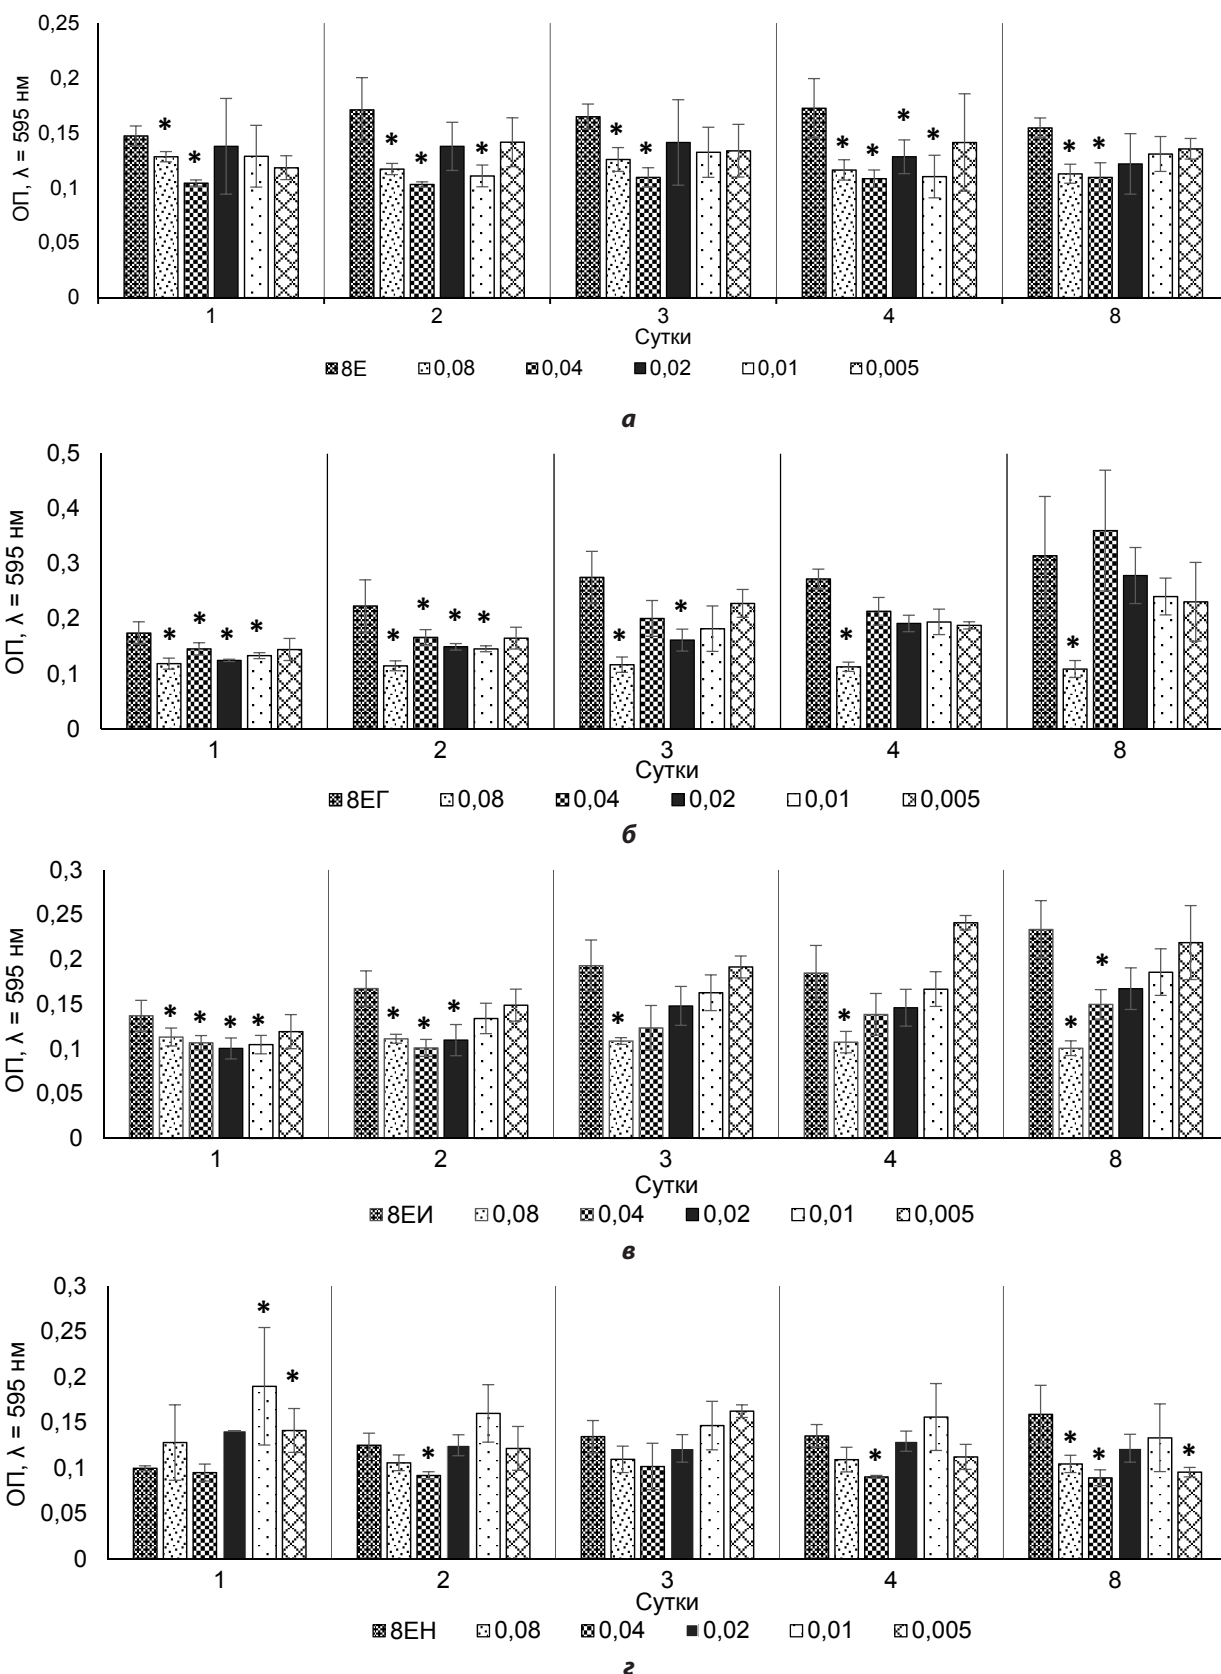 0,25
0,2
0,15
0,1
0,05
0
ОП, λ = 595 нм
* * * * * * * * * * * *
1 2 3 4 8
Сутки
8Е 0,08 0,04 0,02 0,01 0,005
а
0,5
0,4
0,3
0,2
0,1
0
ОП, λ = 595 нм
* * * * * * * * * * * *
1 2 3 4 8
Сутки
8ЕГ 0,08 0,04 0,02 0,01 0,005
б
0,3
0,25
0,2
0,15
0,1
0,05
0
ОП, λ = 595 нм
* * * * * * * * * * *
1 2 3 4 8
Сутки
8ЕИ 0,08 0,04 0,02 0,01 0,005
в
0,3
0,25
0,2
0,15
0,1
0,05
0
ОП, λ = 595 нм
* * * * * * *
1 2 3 4 8
Сутки
8ЕН 0,08 0,04 0,02 0,01 0,005
г